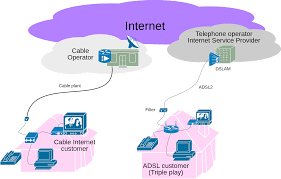 Internet
Telephone operator
Internet Service Provider
Cable
Operator
DSLAM
Cable plant
ADSL2
Filter
Cable Internet
customer
ADSL customer
(Triple play)